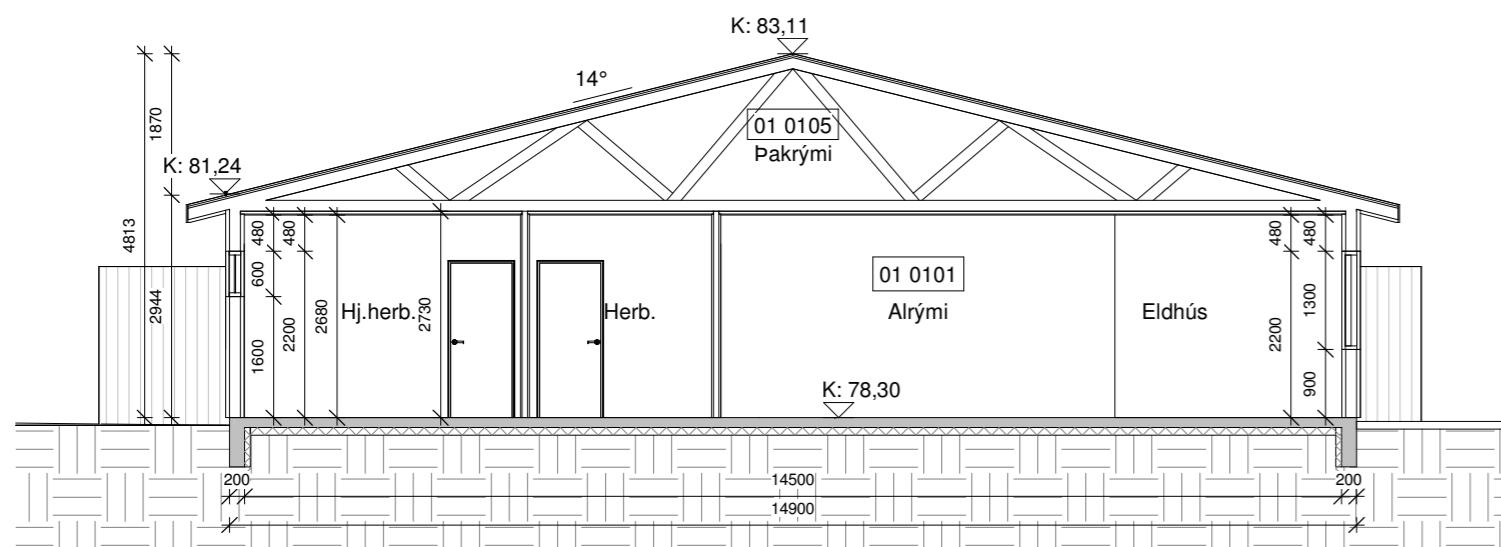 K: 83,11
14°
01 0105
Þakrými
K: 81,24
1870
4813
2944
480
480
600
1600
2200
2680
2730
Hj.herb.
Herb.
01 0101
Alrými
Eldhús
480
480
1300
2200
900
K: 78,30
200
14500
200
14900